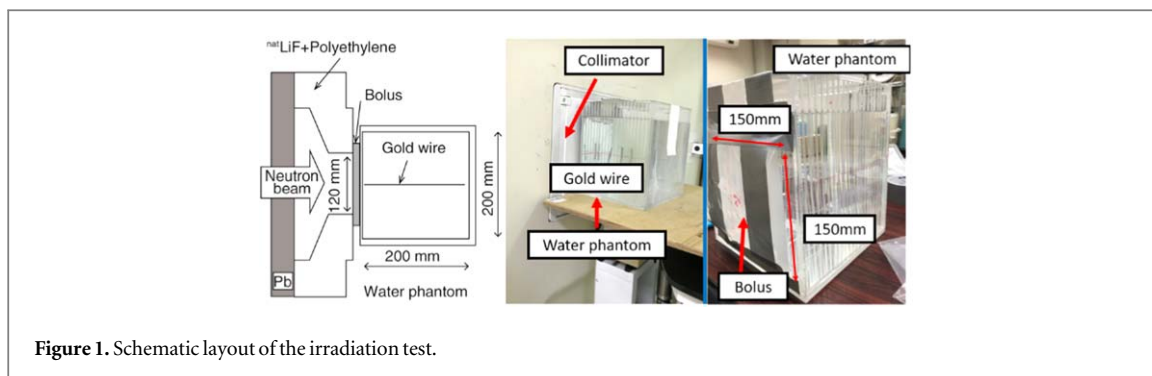 natLiF+Polyethylene
Bolus
Gold wire
Neutron
beam
120 mm
200 mm
200 mm
Pb
Water phantom
Collimator
Gold wire
Water phantom
Water phantom
150mm
150mm
Bolus
Figure 1. Schematic layout of the irradiation test.